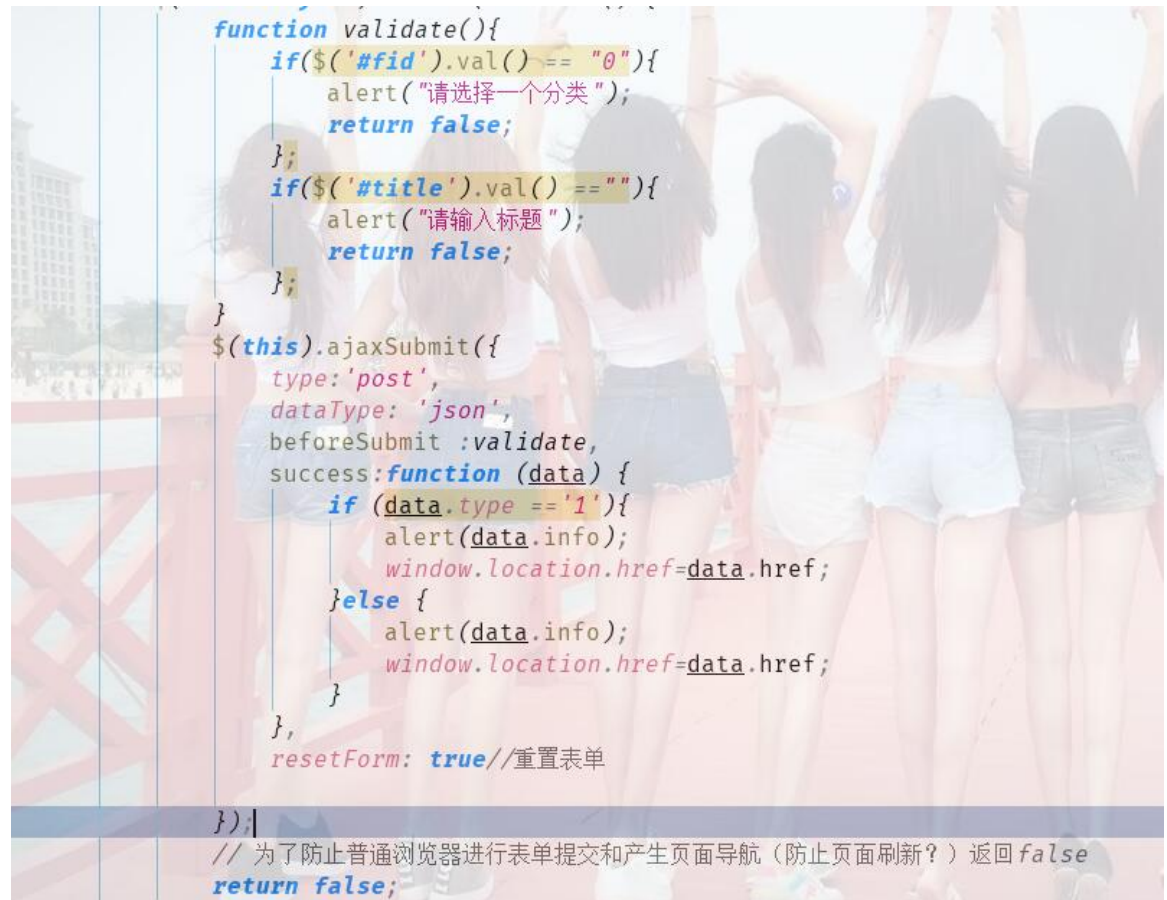 function validate(){
if($('#fid').val() == "0"){
alert("请选择一个分类");
return false;
};
if($('#title').val() ==""){
alert("请输入标题");
return false;
};
}
$(this).ajaxSubmit({
type:'post',
dataType: 'json',
beforeSubmit :validate,
success:function (data) {
if (data.type =='1'){
alert(data.info);
window.location.href=data.href;
}else {
alert(data.info);
window.location.href=data.href;
}
},
resetForm: true//重置表单
});
// 为了防止普通浏览器进行表单提交和产生页面导航（防止页面刷新？）返回false
return false;